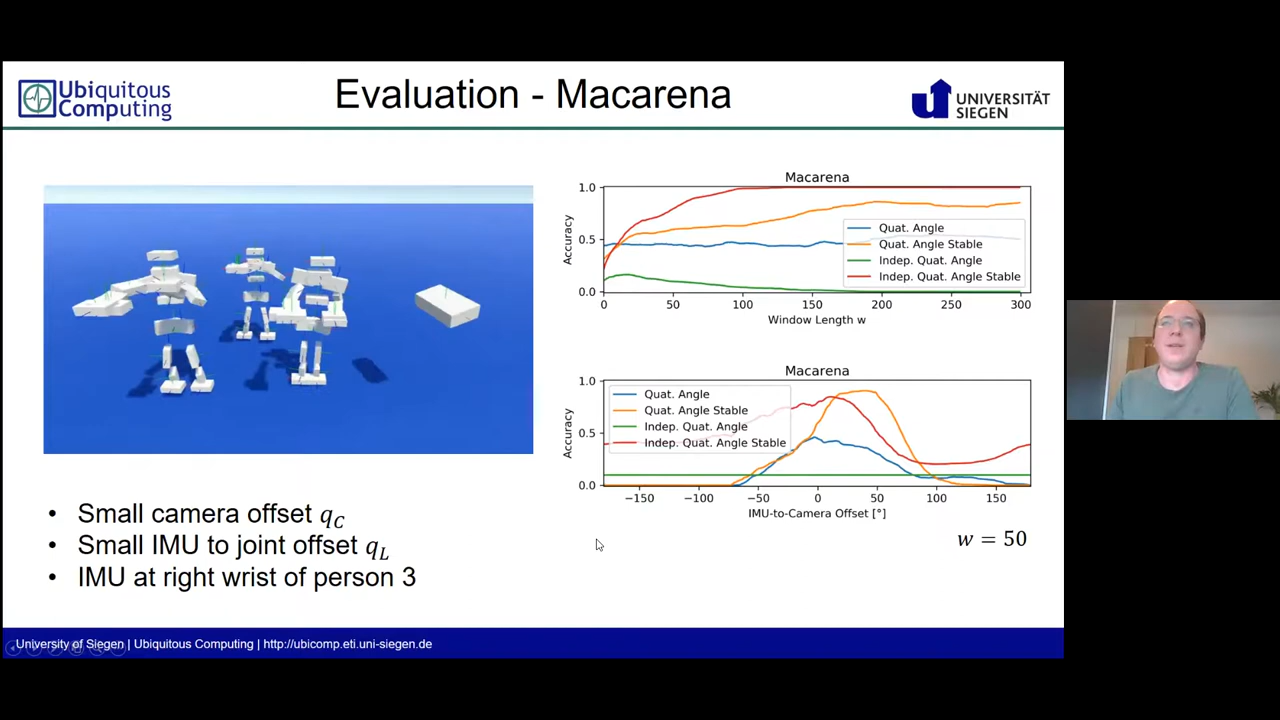 Ubiquitous
Computing
Evaluation - Macarena
UNIVERSITÄT
SIEGEN
Macarena
1.0
0.5
0.0
Accuracy
Quat. Angle
Quat. Angle Stable
Indep. Quat. Angle
Indep. Quat. Angle Stable
0 50 100 150 200 250 300
Window Length w
Macarena
1.0
0.5
0.0
Accuracy
Quat. Angle
Quat. Angle Stable
Indep. Quat. Angle
Indep. Quat. Angle Stable
−150 −100 −50 0 50 100 150
IMU-to-Camera Offset [°]
w = 50
• Small camera offset q_C
• Small IMU to joint offset q_L
• IMU at right wrist of person 3
University of Siegen | Ubiquitous Computing | http://ubicomp.eti.uni-siegen.de